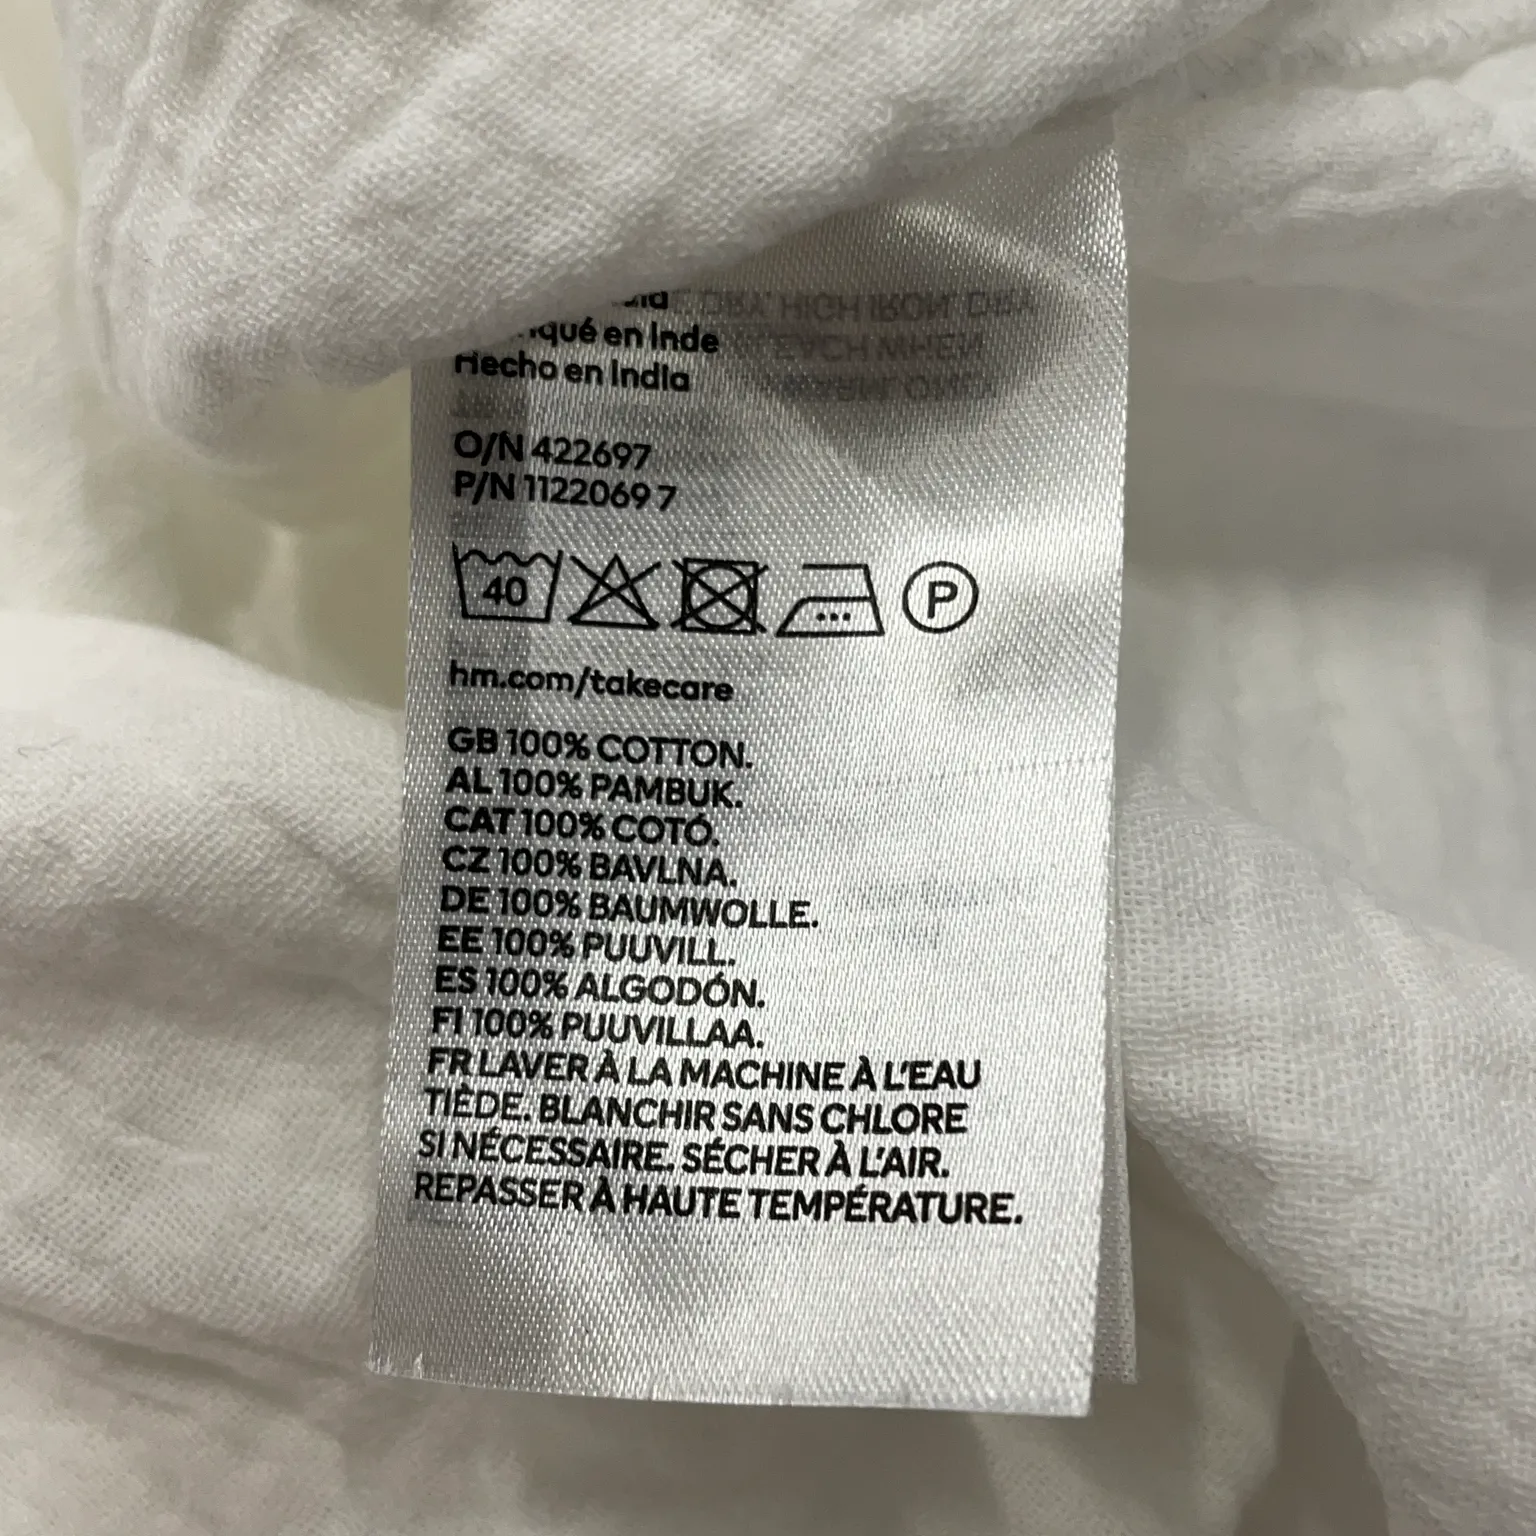 en Inde
Hecho en India
O/N 422697
P/N 1122069 7
40
P
hm.com/takecare
GB 100% COTTON.
AL 100% PAMBUK.
CAT 100% COTÓ.
CZ 100% BAVLNA.
DE 100% BAUMWOLLE.
EE 100% PUUVILL.
ES 100% ALGODÓN.
FI 100% PUUVILLAA.
FR LAVER À LA MACHINE À L'EAU
TIÈDE. BLANCHIR SANS CHLORE
SI NÉCESSAIRE. SÉCHER À L'AIR.
REPASSER À HAUTE TEMPÉRATURE.